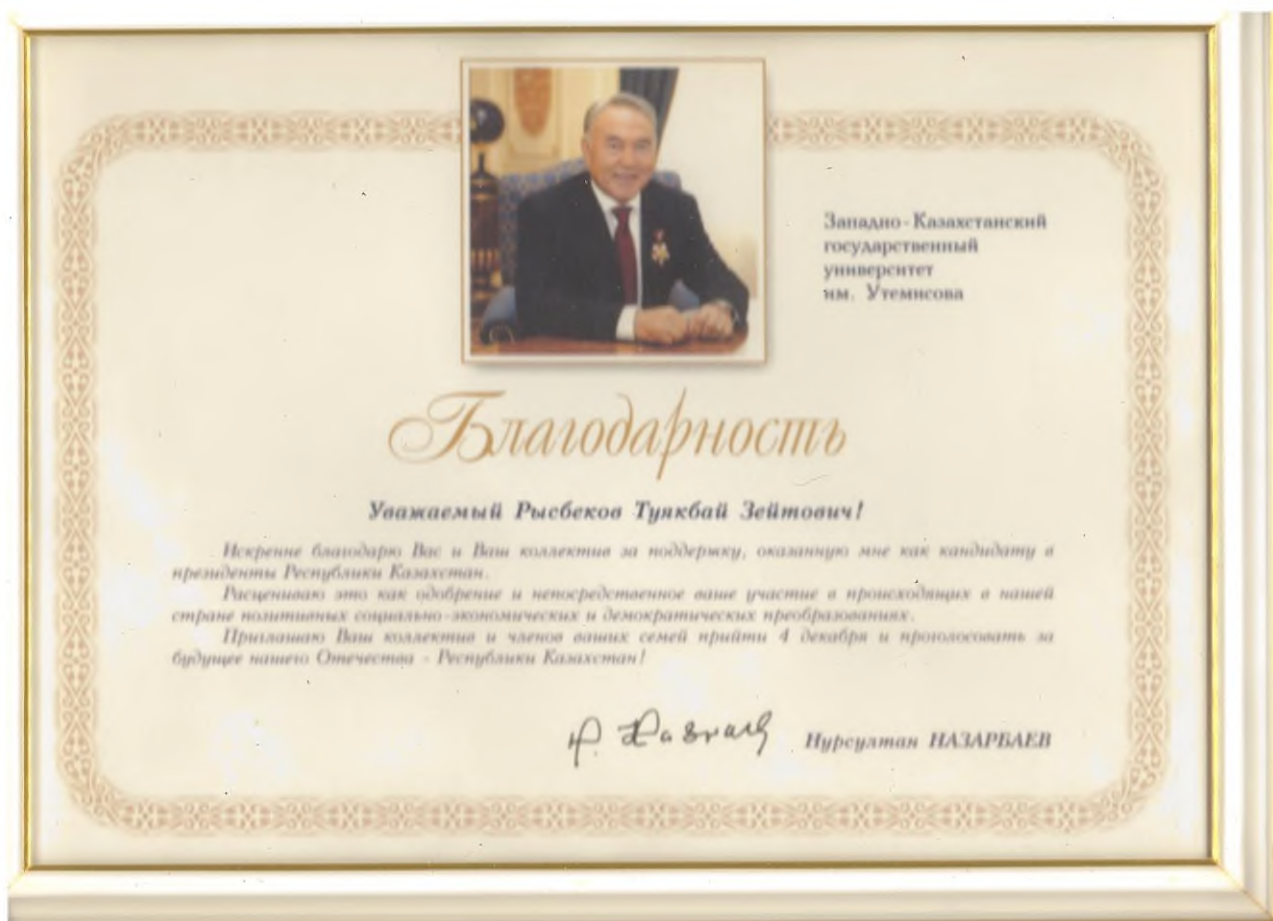 Западно-Казахстанский
государственный
университет
им. Утемисова
Благодарность
Уважаемый Рысбеков Туякбай Зейтович!
Искренне благодарю Вас и Ваш коллектив за поддержку, оказанную мне как кандидату в
президенты Республики Казахстан.
Расцениваю это как одобрение и непосредственное ваше участие в происходящих в нашей
стране позитивных социально-экономических и демократических преобразованиях.
Приглашаю Ваш коллектив и членов ваших семей прийти 4 декабря и проголосовать за
будущее нашего Отечества - Республики Казахстан!
Нурсултан НАЗАРБАЕВ